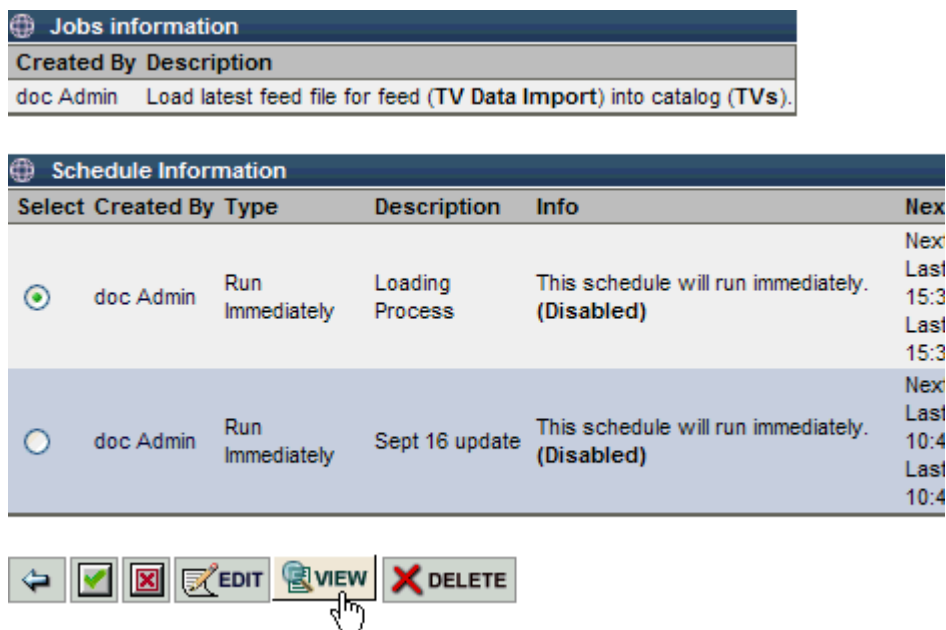 Jobs information
Created By Description
doc Admin Load latest feed file for feed (TV Data Import) into catalog (TVs).
Schedule Information
Select Created By Type Description Info Nex
doc Admin Run Immediately Loading Process This schedule will run immediately. (Disabled) Next Last 15:3 Last 15:3
doc Admin Run Immediately Sept 16 update This schedule will run immediately. (Disabled) Next Last 10:4 Last 10:4
EDIT VIEW DELETE